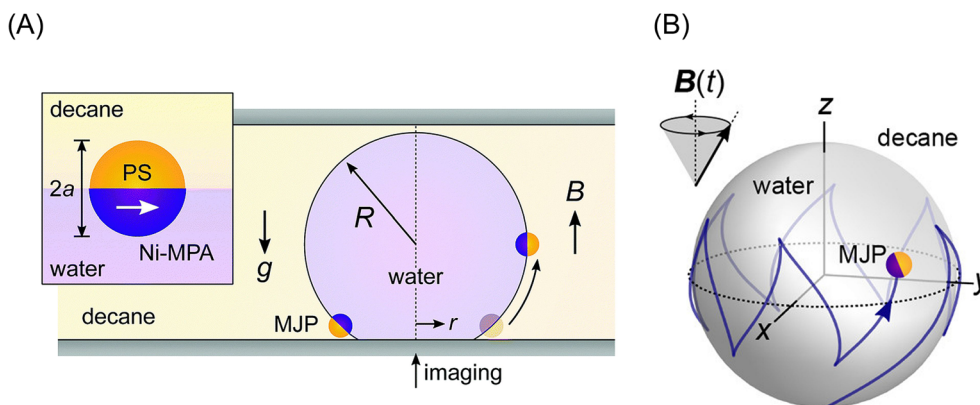 (A)
decane
2a
PS
Ni-MPA
water
g
R
water
B
decane
MJP
r
imaging
(B)
B(t)
z
decane
water
MJP
y
x